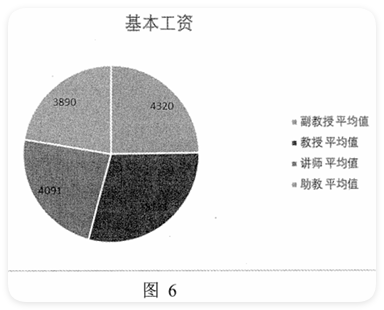 基本工资
3890
4320
4091
副教授 平均值
教授 平均值
讲师 平均值
助教 平均值
图 6